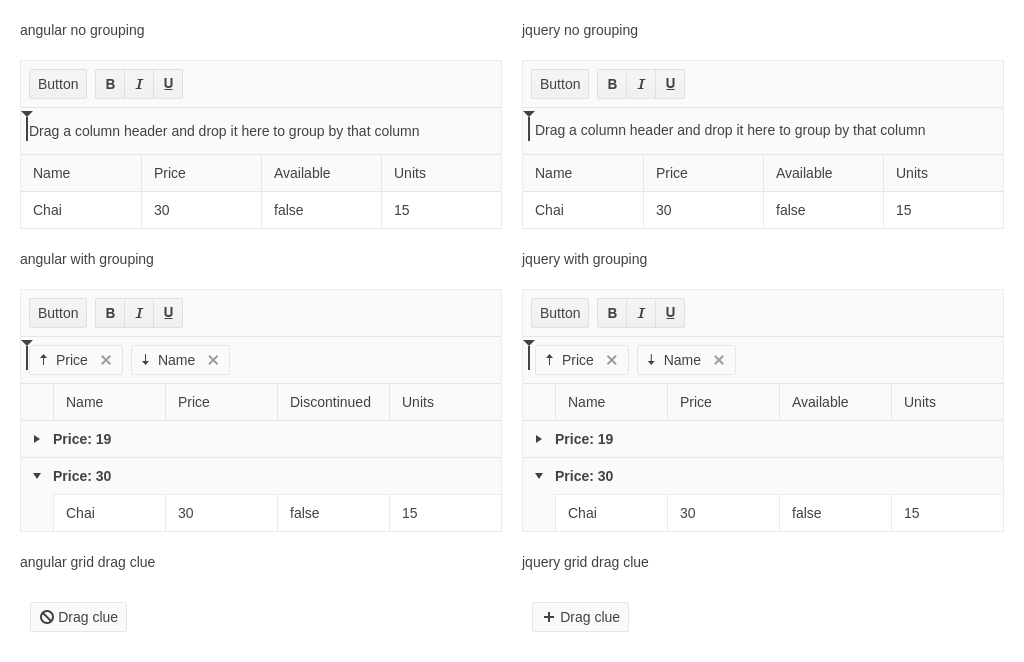 angular no grouping
Button B I U
Drag a column header and drop it here to group by that column
Name Price Available Units
Chai 30 false 15
angular with grouping
Button B I U
Price Name
Name Price Discontinued Units
Price: 19
Price: 30
Chai 30 false 15
angular grid drag clue
Drag clue
jquery no grouping
Button B I U
Drag a column header and drop it here to group by that column
Name Price Available Units
Chai 30 false 15
jquery with grouping
Button B I U
Price Name
Name Price Available Units
Price: 19
Price: 30
Chai 30 false 15
jquery grid drag clue
Drag clue